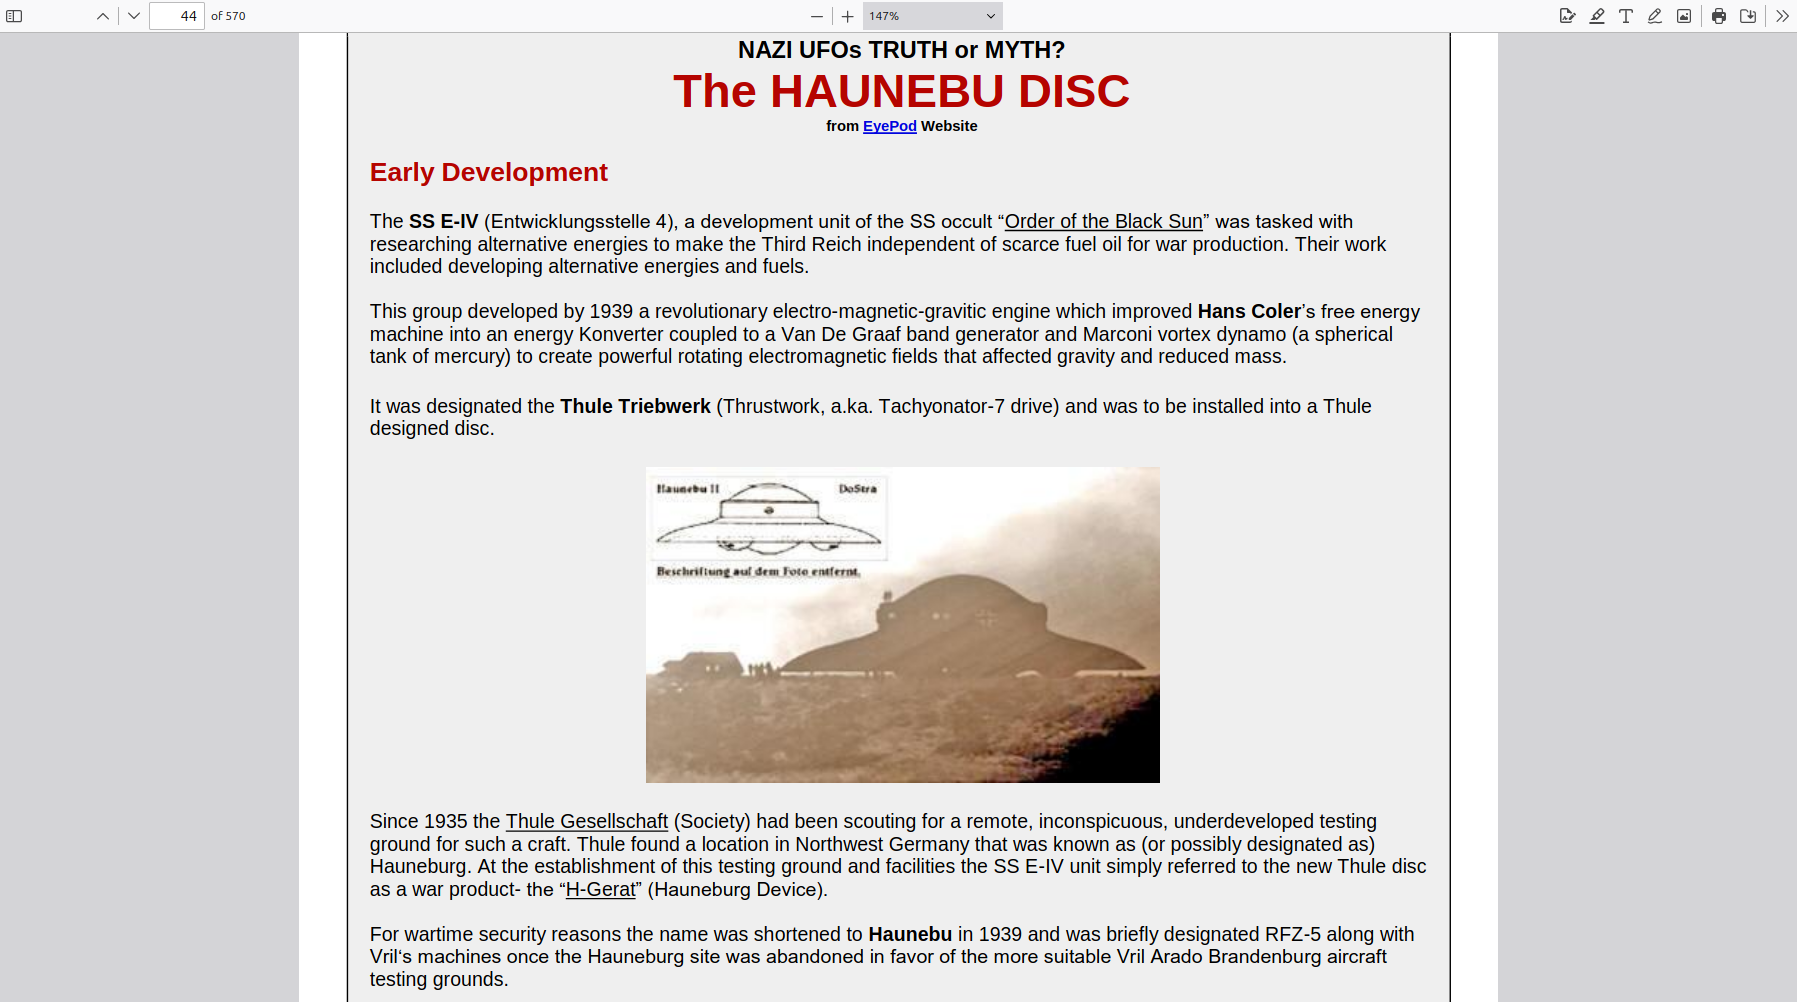 44 of 570
147%
NAZI UFOs TRUTH or MYTH?
The HAUNEBU DISC
from EyePod Website
Early Development
The SS E-IV (Entwicklungsstelle 4), a development unit of the SS occult “Order of the Black Sun” was tasked with
researching alternative energies to make the Third Reich independent of scarce fuel oil for war production. Their work
included developing alternative energies and fuels.
This group developed by 1939 a revolutionary electro-magnetic-gravitic engine which improved Hans Coler’s free energy
machine into an energy Konverter coupled to a Van De Graaf band generator and Marconi vortex dynamo (a spherical
tank of mercury) to create powerful rotating electromagnetic fields that affected gravity and reduced mass.
It was designated the Thule Triebwerk (Thrustwork, a.ka. Tachyonator-7 drive) and was to be installed into a Thule
designed disc.
Haunebu II DoStra
Beschriftung auf dem Foto entfernt.
Since 1935 the Thule Gesellschaft (Society) had been scouting for a remote, inconspicuous, underdeveloped testing
ground for such a craft. Thule found a location in Northwest Germany that was known as (or possibly designated as)
Hauneburg. At the establishment of this testing ground and facilities the SS E-IV unit simply referred to the new Thule disc
as a war product- the “H-Gerat” (Hauneburg Device).
For wartime security reasons the name was shortened to Haunebu in 1939 and was briefly designated RFZ-5 along with
Vril‘s machines once the Hauneburg site was abandoned in favor of the more suitable Vril Arado Brandenburg aircraft
testing grounds.